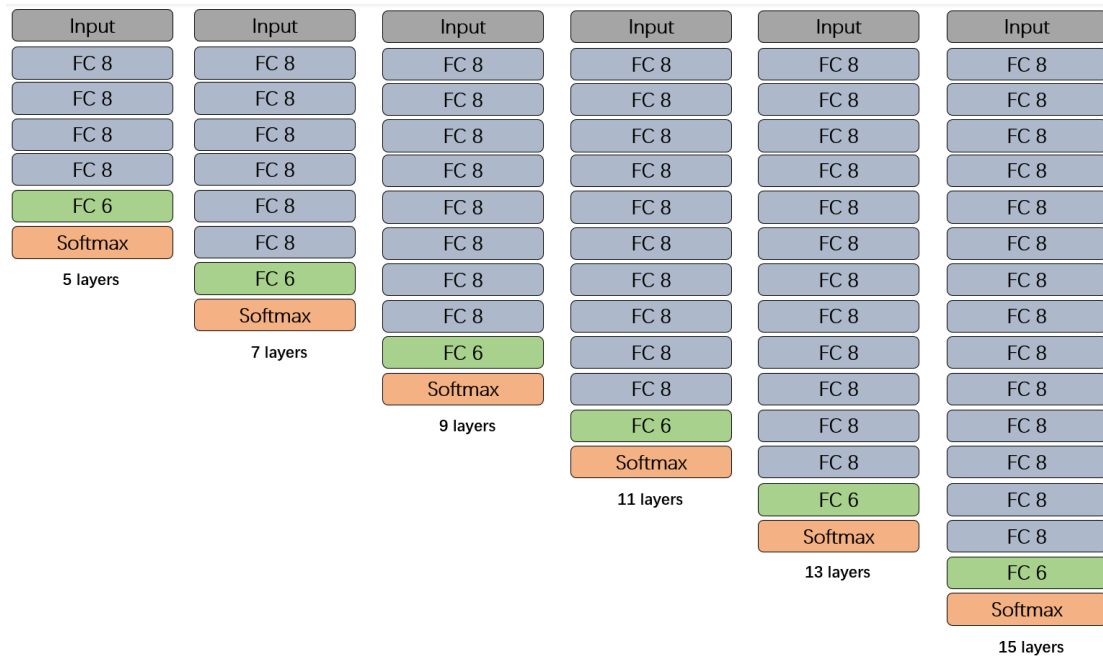 Input
FC 8
FC 8
FC 8
FC 8
FC 6
Softmax
5 layers
Input
FC 8
FC 8
FC 8
FC 8
FC 8
FC 8
FC 6
Softmax
7 layers
Input
FC 8
FC 8
FC 8
FC 8
FC 8
FC 8
FC 8
FC 8
FC 6
Softmax
9 layers
Input
FC 8
FC 8
FC 8
FC 8
FC 8
FC 8
FC 8
FC 8
FC 8
FC 8
FC 6
Softmax
11 layers
Input
FC 8
FC 8
FC 8
FC 8
FC 8
FC 8
FC 8
FC 8
FC 8
FC 8
FC 8
FC 8
FC 6
Softmax
13 layers
Input
FC 8
FC 8
FC 8
FC 8
FC 8
FC 8
FC 8
FC 8
FC 8
FC 8
FC 8
FC 8
FC 8
FC 8
FC 6
Softmax
15 layers